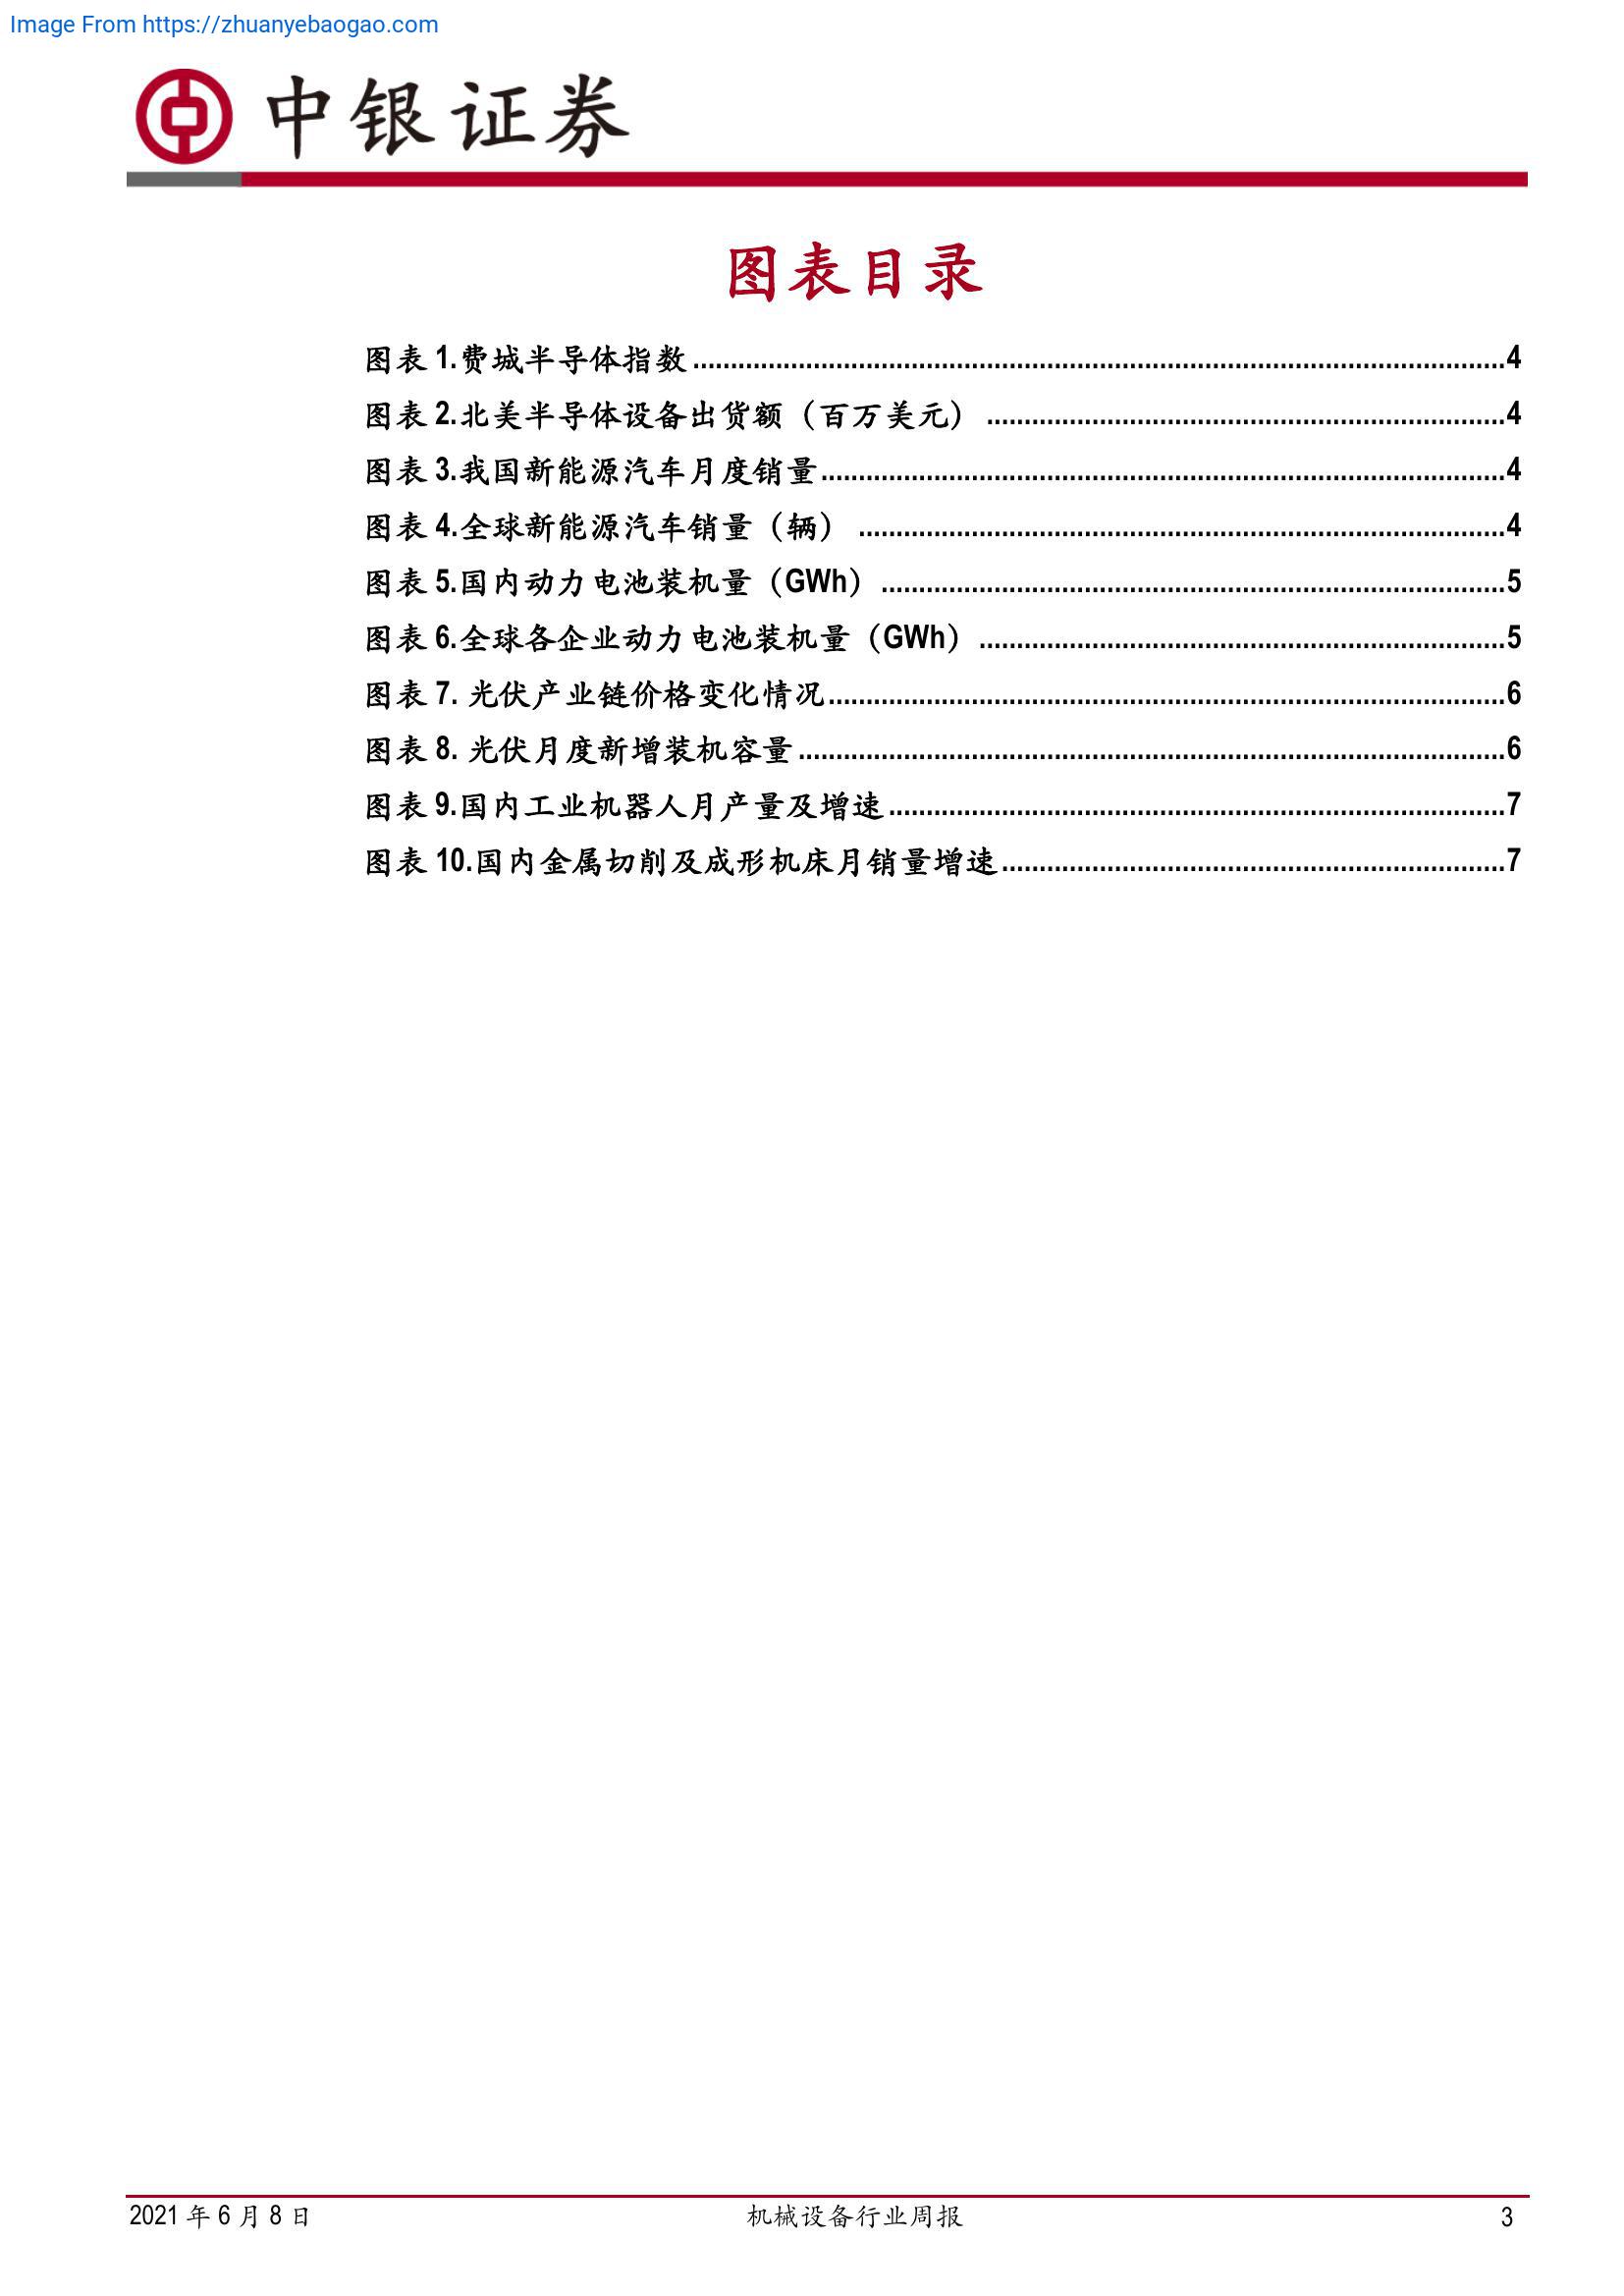 Image From https://zhuanyebaogao.com
中银证券
图表目录
图表 1.费城半导体指数......4
图表 2.北美半导体设备出货额（百万美元）......4
图表 3.我国新能源汽车月度销量......4
图表 4.全球新能源汽车销量（辆）......4
图表 5.国内动力电池装机量（GWh）......5
图表 6.全球各企业动力电池装机量（GWh）......5
图表 7. 光伏产业链价格变化情况......6
图表 8. 光伏月度新增装机容量......6
图表 9.国内工业机器人月产量及增速......7
图表 10.国内金属切削及成形机床月销量增速......7
2021 年 6 月 8 日 机械设备行业周报 3